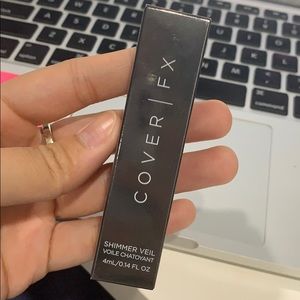 COVER | FX
SHIMMER VEIL
VOILE CHATOYANT
4mL/0.14 FL OZ